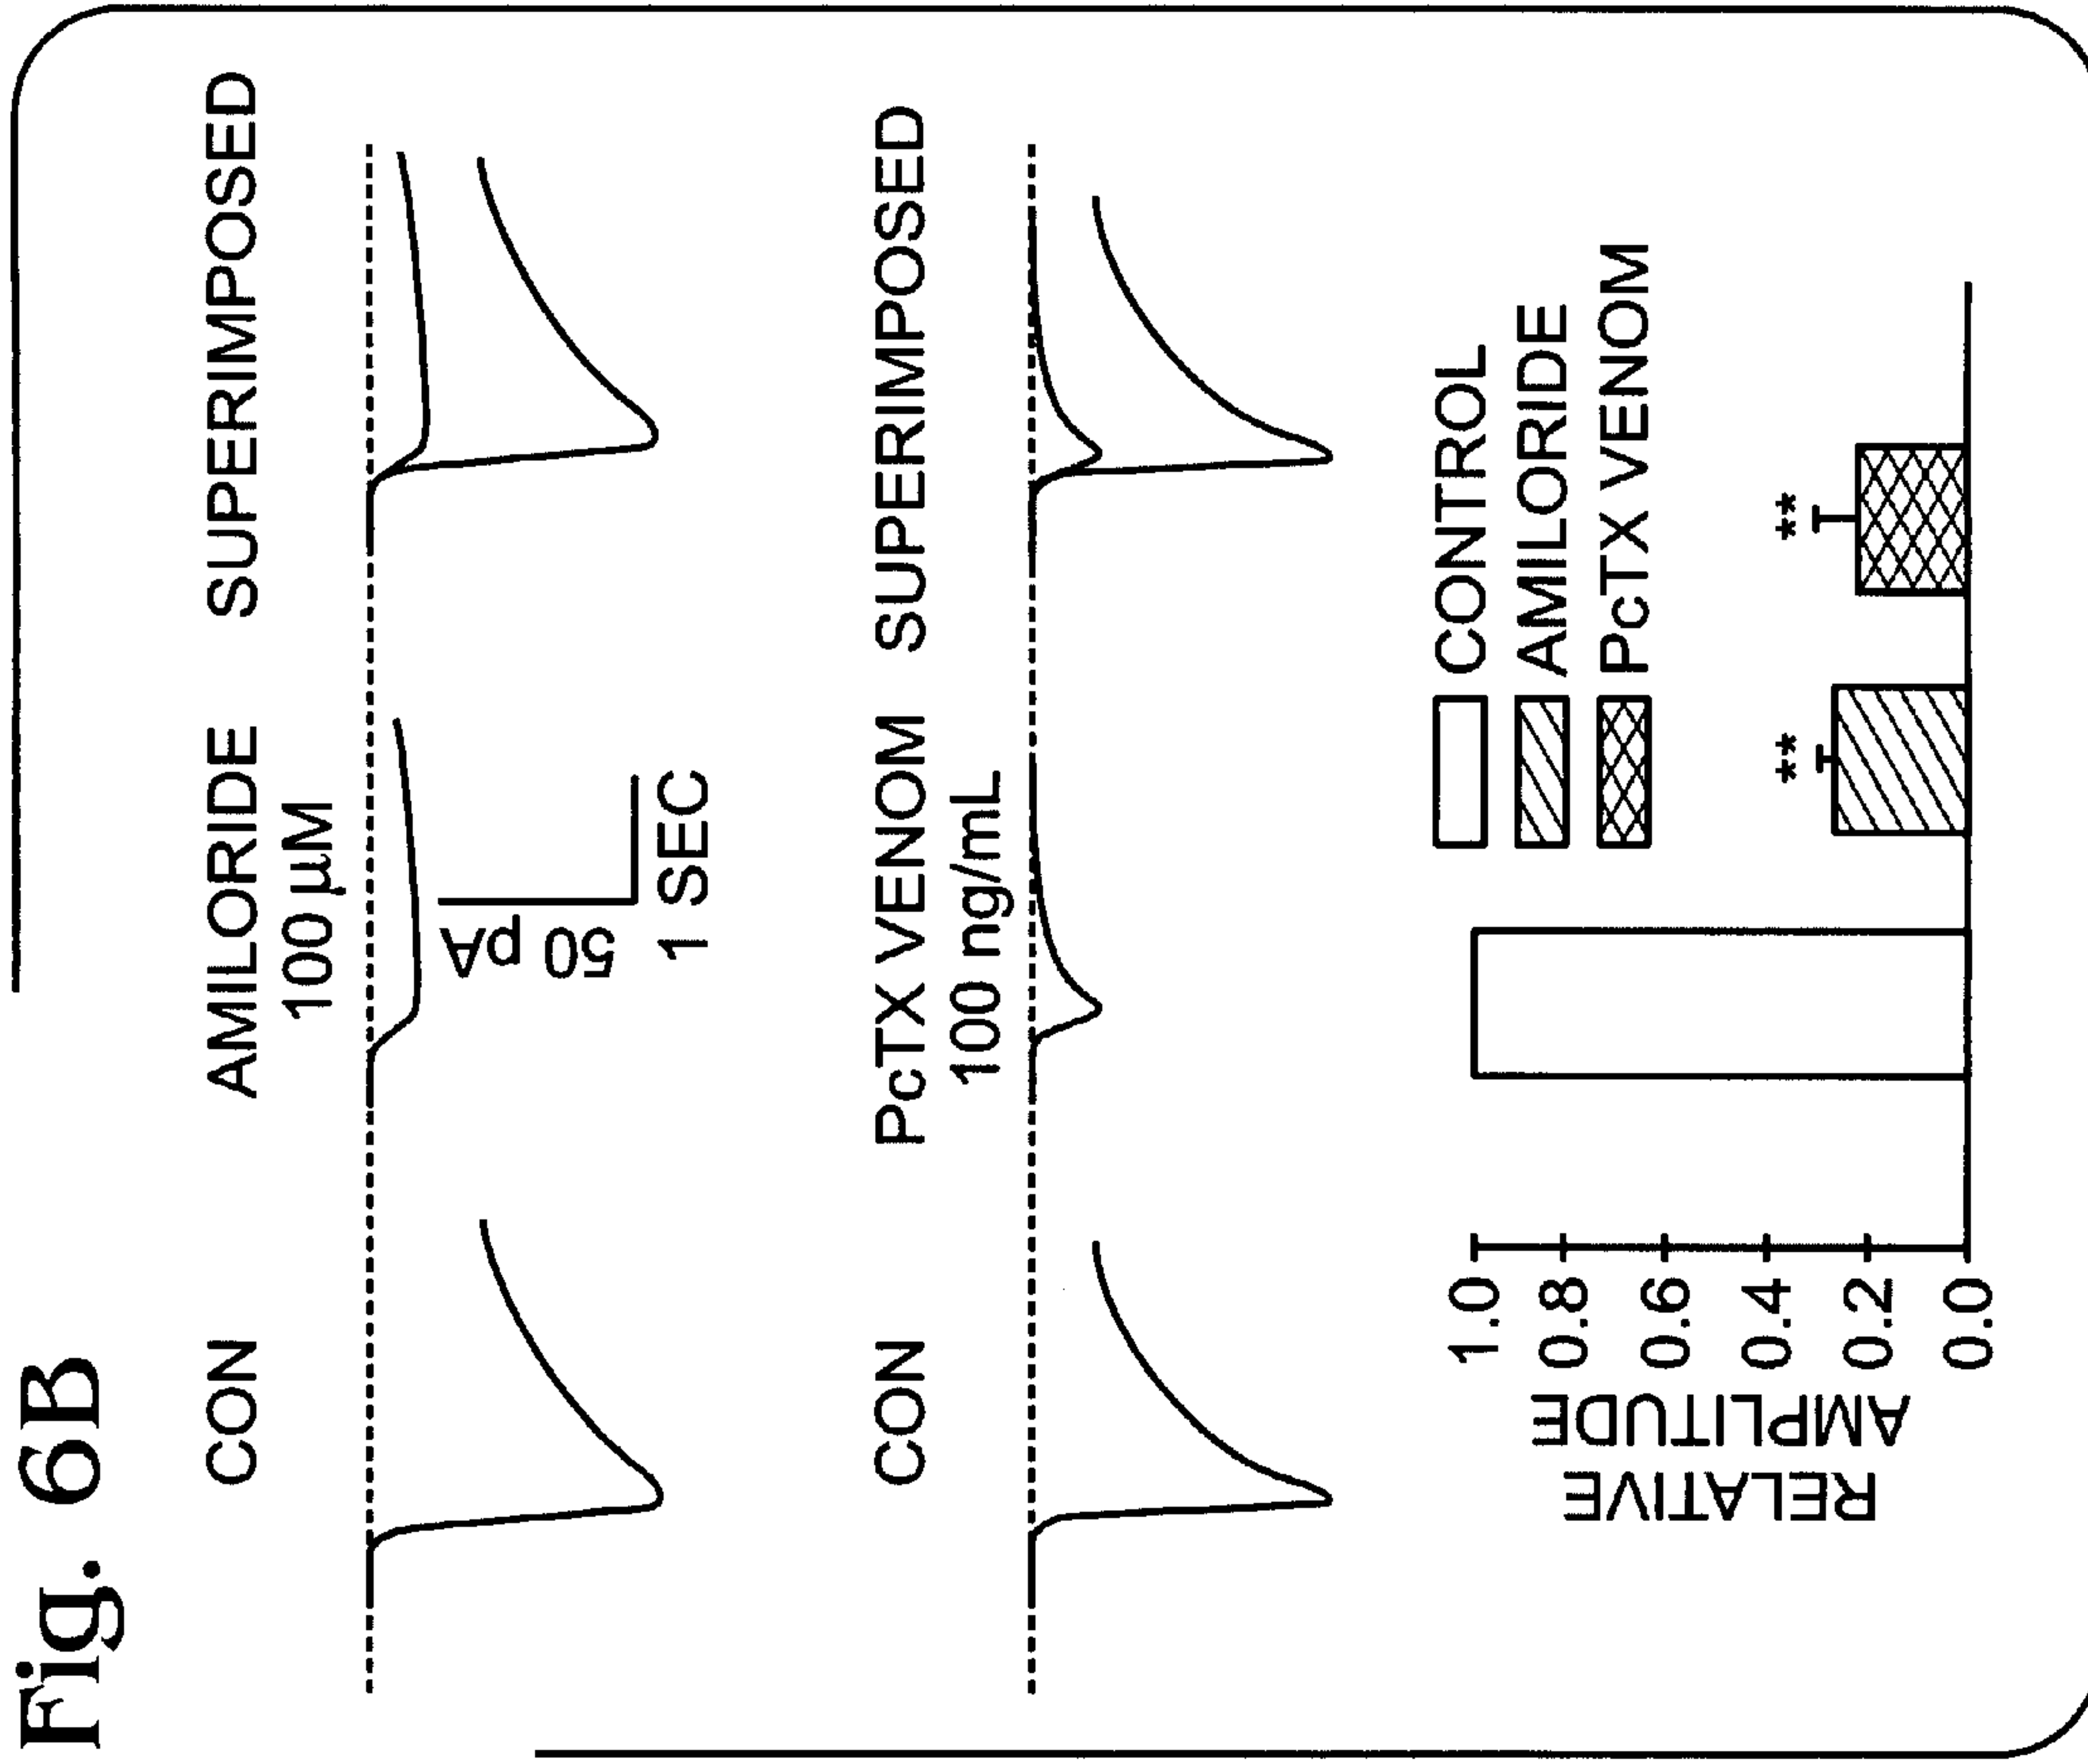 Fig. 6B
CON AMILORIDE SUPERIMPOSED
100 µM
50 pA
1 SEC
CON PcTX VENOM SUPERIMPOSED
100 ng/mL
CONTROL
AMILORIDE
PcTX VENOM
RELATIVE
AMPLITUDE
1.0
0.8
0.6
0.4
0.2
0.0
**
**